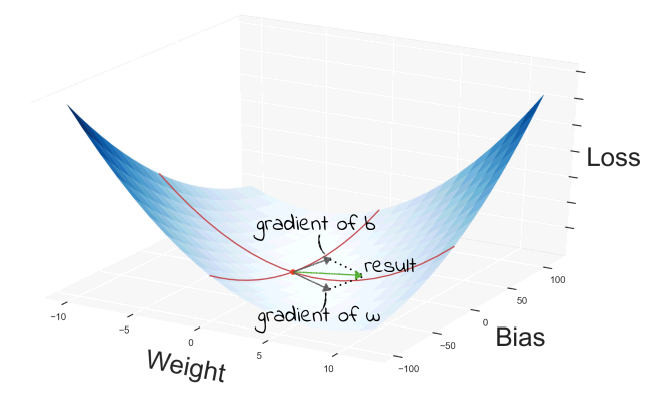 Loss
gradient of b
result
gradient of w
100
50
0
−50
−100
Bias
−10
−5
0
5
10
Weight